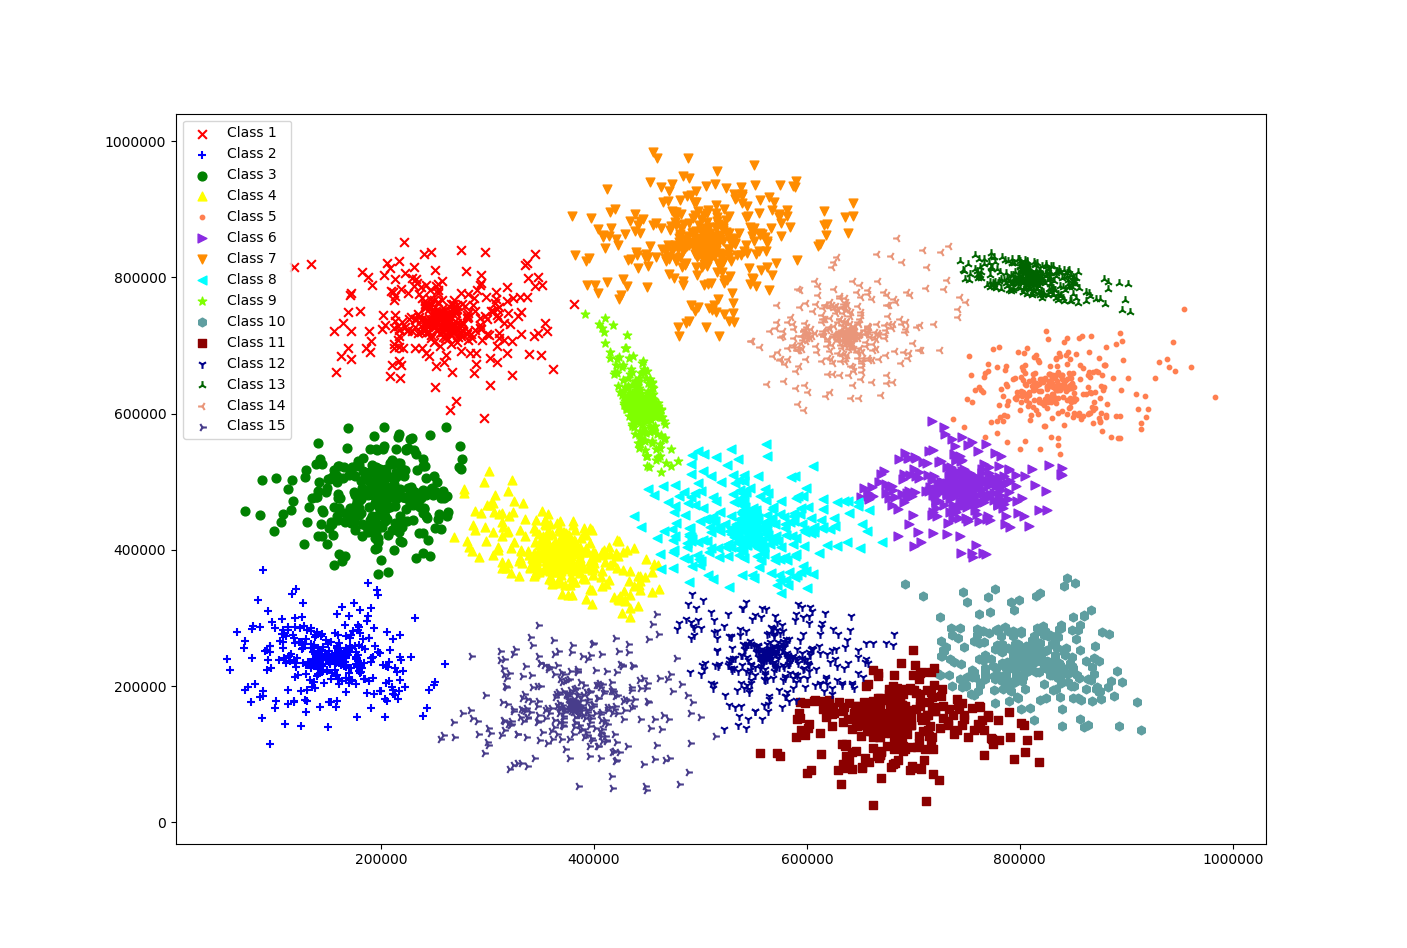 1000000
800000
600000
400000
200000
0
Class 1
Class 2
Class 3
Class 4
Class 5
Class 6
Class 7
Class 8
Class 9
Class 10
Class 11
Class 12
Class 13
Class 14
Class 15
200000 400000 600000 800000 1000000